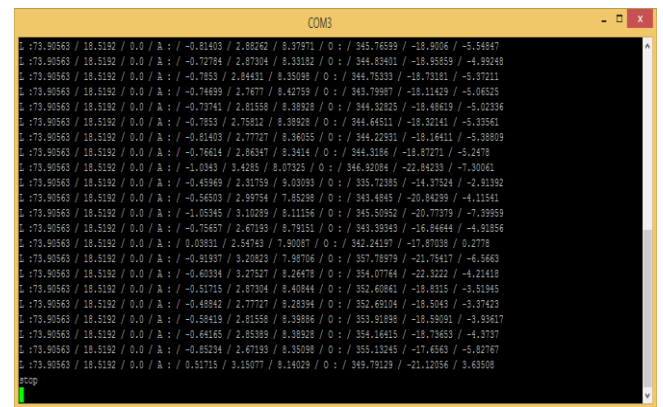 COM3
L :73.90563 / 18.5192 / 0.0 / A : / -0.81403 / 2.88262 / 8.37971 / O : / 345.76599 / -18.9006 / -5.54847
L :73.90563 / 18.5192 / 0.0 / A : / -0.72784 / 2.87304 / 8.33182 / O : / 344.83401 / -18.95859 / -4.99248
L :73.90563 / 18.5192 / 0.0 / A : / -0.7853 / 2.84431 / 8.35098 / O : / 344.75333 / -18.73181 / -5.37211
L :73.90563 / 18.5192 / 0.0 / A : / -0.74699 / 2.7677 / 8.42759 / O : / 343.79987 / -18.11429 / -5.06525
L :73.90563 / 18.5192 / 0.0 / A : / -0.73741 / 2.81558 / 8.38928 / O : / 344.32825 / -18.48619 / -5.02336
L :73.90563 / 18.5192 / 0.0 / A : / -0.7853 / 2.75812 / 8.38928 / O : / 344.64511 / -18.32141 / -5.33561
L :73.90563 / 18.5192 / 0.0 / A : / -0.81403 / 2.77727 / 8.36055 / O : / 344.22931 / -18.16411 / -5.38809
L :73.90563 / 18.5192 / 0.0 / A : / -0.76614 / 2.86347 / 8.3414 / O : / 344.3186 / -18.87271 / -5.2478
L :73.90563 / 18.5192 / 0.0 / A : / -1.0343 / 3.4285 / 8.07325 / O : / 346.92084 / -22.84233 / -7.30061
L :73.90563 / 18.5192 / 0.0 / A : / -0.45969 / 2.31759 / 9.03093 / O : / 335.72385 / -14.37524 / -2.91392
L :73.90563 / 18.5192 / 0.0 / A : / -0.56503 / 2.99754 / 7.85298 / O : / 343.4845 / -20.84299 / -4.11541
L :73.90563 / 18.5192 / 0.0 / A : / -1.05345 / 3.10289 / 8.11156 / O : / 345.50952 / -20.77379 / -7.39959
L :73.90563 / 18.5192 / 0.0 / A : / -0.75657 / 2.67193 / 8.79151 / O : / 343.39343 / -16.84644 / -4.91856
L :73.90563 / 18.5192 / 0.0 / A : / 0.03831 / 2.54743 / 7.90087 / O : / 342.24197 / -17.87038 / 0.2778
L :73.90563 / 18.5192 / 0.0 / A : / -0.91937 / 3.20823 / 7.98706 / O : / 357.78979 / -21.75417 / -6.5663
L :73.90563 / 18.5192 / 0.0 / A : / -0.60334 / 3.27527 / 8.26478 / O : / 354.07764 / -22.3222 / -4.21418
L :73.90563 / 18.5192 / 0.0 / A : / -0.51715 / 2.87304 / 8.40844 / O : / 352.60861 / -18.8315 / -3.51945
L :73.90563 / 18.5192 / 0.0 / A : / -0.48842 / 2.77727 / 8.28394 / O : / 352.69104 / -18.5043 / -3.37423
L :73.90563 / 18.5192 / 0.0 / A : / -0.58419 / 2.81558 / 8.39886 / O : / 353.91898 / -18.59091 / -3.93617
L :73.90563 / 18.5192 / 0.0 / A : / -0.64165 / 2.85389 / 8.38928 / O : / 354.16415 / -18.73653 / -4.3737
L :73.90563 / 18.5192 / 0.0 / A : / -0.85234 / 2.67193 / 8.35098 / O : / 355.13245 / -17.6563 / -5.82767
L :73.90563 / 18.5192 / 0.0 / A : / 0.51715 / 3.15077 / 8.14029 / O : / 349.79129 / -21.12056 / 3.63508
stop